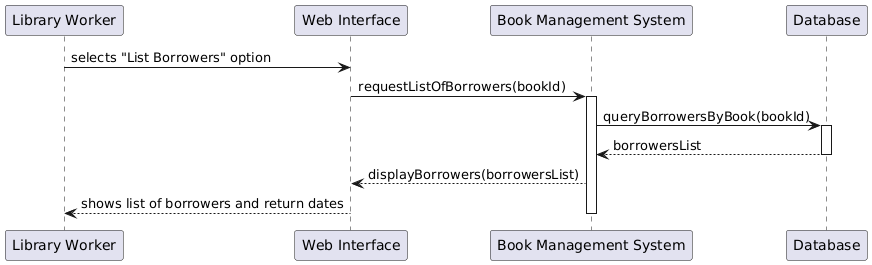 Library Worker
Web Interface
Book Management System
Database
selects "List Borrowers" option
requestListOfBorrowers(bookId)
queryBorrowersByBook(bookId)
borrowersList
displayBorrowers(borrowersList)
shows list of borrowers and return dates
Library Worker
Web Interface
Book Management System
Database